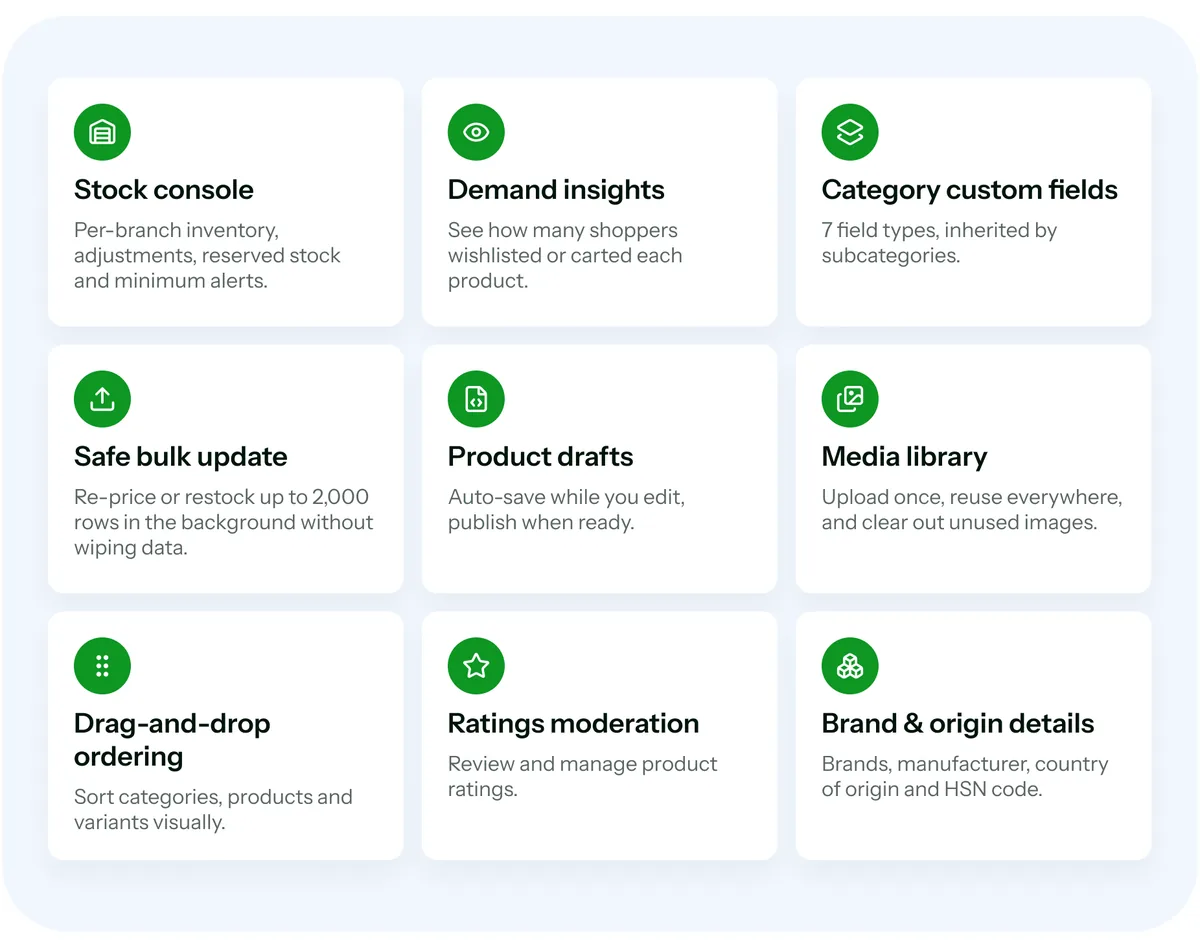 Stock console
Per-branch inventory,
adjustments, reserved stock
and minimum alerts.
Demand insights
See how many shoppers
wishlisted or carted each
product.
Category custom fields
7 field types, inherited by
subcategories.
Safe bulk update
Re-price or restock up to 2,000
rows in the background without
wiping data.
Product drafts
Auto-save while you edit,
publish when ready.
Media library
Upload once, reuse everywhere,
and clear out unused images.
Drag-and-drop
ordering
Sort categories, products and
variants visually.
Ratings moderation
Review and manage product
ratings.
Brand & origin details
Brands, manufacturer, country
of origin and HSN code.